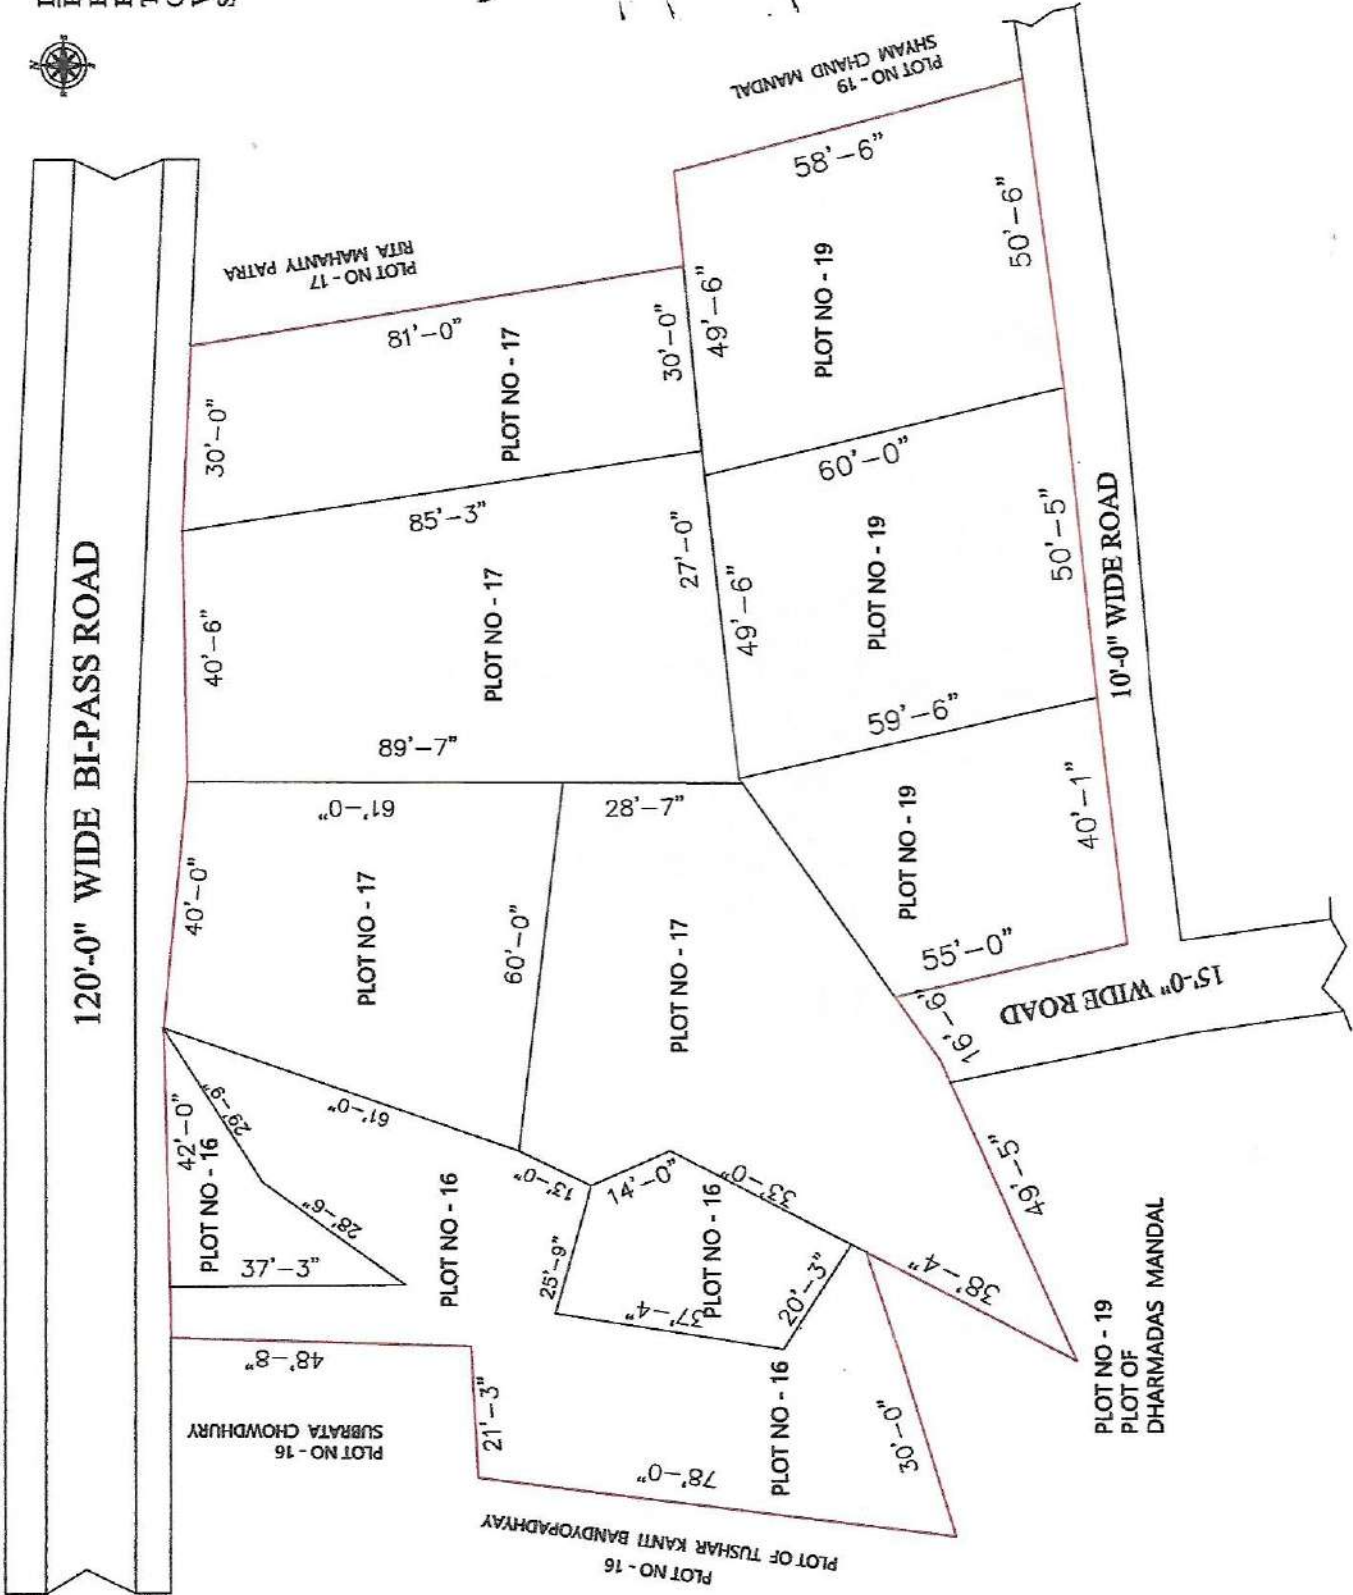 N
120'-0" WIDE BI-PASS ROAD
PLOT NO - 19
SHYAM CHAND MANDAL
PLOT NO - 17
RITA MAHANTY PATRA
58'-6"
50'-6"
PLOT NO - 19
49'-6"
30'-0"
81'-0"
PLOT NO - 17
30'-0"
85'-3"
27'-0"
60'-0"
PLOT NO - 19
50'-5"
49'-6"
40'-6"
PLOT NO - 17
89'-7"
59'-6"
10'-0" WIDE ROAD
61'-0"
28'-7"
PLOT NO - 19
40'-1"
40'-0"
PLOT NO - 17
60'-0"
PLOT NO - 17
55'-0"
16'-6"
15'-0" WIDE ROAD
42'-0"
29'-9"
61'-0"
PLOT NO - 16
28'-6"
37'-3"
PLOT NO - 16
13'-0"
14'-0"
33'-0"
PLOT NO - 16
25'-9"
37'-4"
20'-3"
38'-4"
49'-5"
48'-8"
21'-3"
PLOT NO - 16
30'-0"
78'-0"
PLOT NO - 16
SUBRATA CHOWDHURY
PLOT NO - 16
PLOT OF TUSHAR KANTI BANDYOPADHYAY
PLOT NO - 19
PLOT OF
DHARMADAS MANDAL